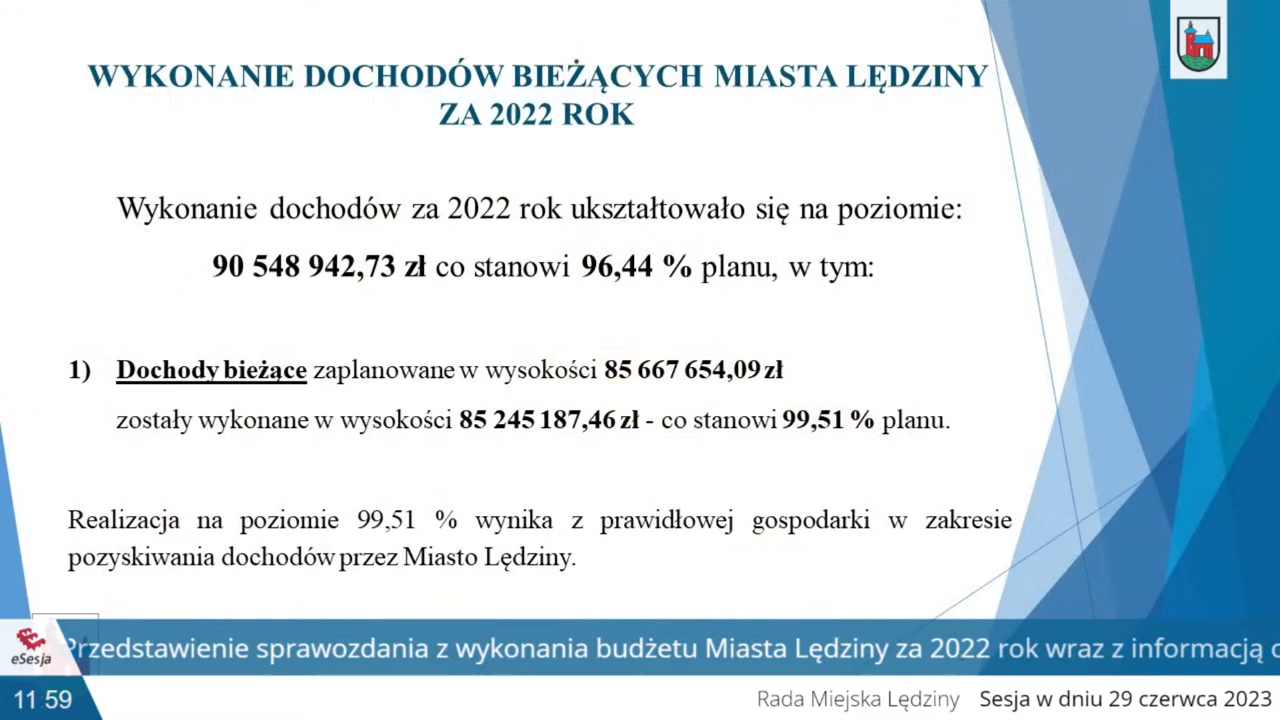 WYKONANIE DOCHODÓW BIEŻĄCYCH MIASTA LĘDZINY
ZA 2022 ROK
Wykonanie dochodów za 2022 rok ukształtowało się na poziomie:
90 548 942,73 zł co stanowi 96,44 % planu, w tym:
1) Dochody bieżące zaplanowane w wysokości 85 667 654,09 zł
zostały wykonane w wysokości 85 245 187,46 zł - co stanowi 99,51 % planu.
Realizacja na poziomie 99,51 % wynika z prawidłowej gospodarki w zakresie
pozyskiwania dochodów przez Miasto Lędziny.
eSesja
Przedstawienie sprawozdania z wykonania budżetu Miasta Lędziny za 2022 rok wraz z informacją
11 59
Rada Miejska Lędziny Sesja w dniu 29 czerwca 2023